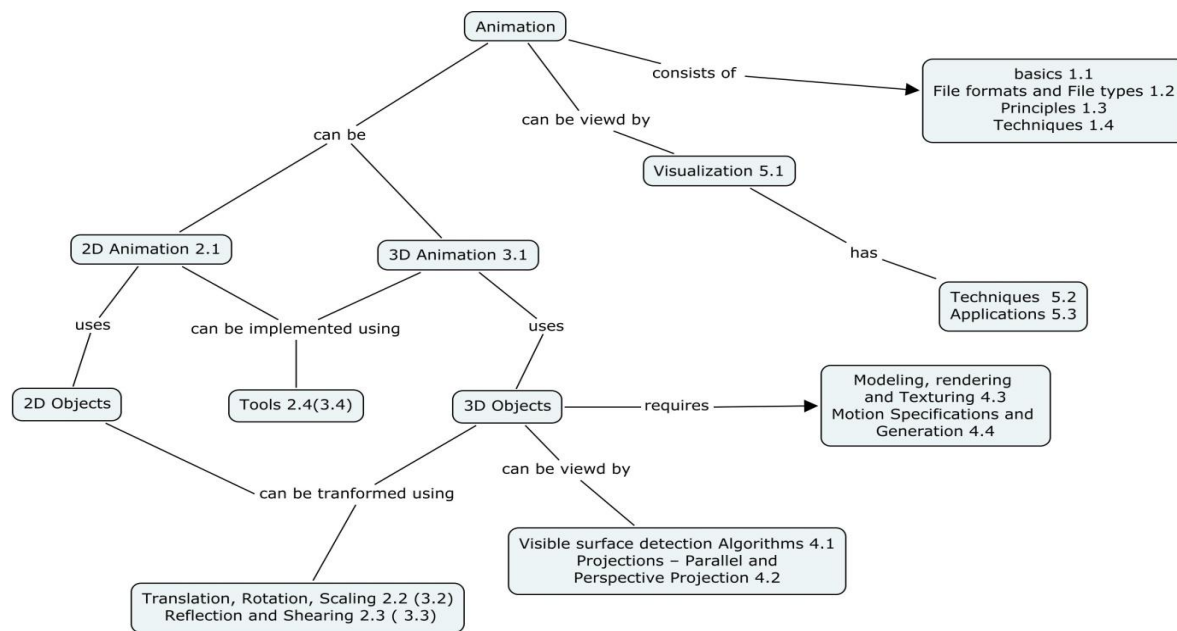 Animation
consists of
basics 1.1
File formats and File types 1.2
Principles 1.3
Techniques 1.4
can be viewd by
can be
Visualization 5.1
2D Animation 2.1
3D Animation 3.1
has
Techniques  5.2
Applications 5.3
uses
can be implemented using
uses
2D Objects
Tools 2.4(3.4)
3D Objects
requires
Modeling, rendering
and Texturing 4.3
Motion Specifications and
Generation 4.4
can be viewd by
can be tranformed using
Visible surface detection Algorithms 4.1
Projections – Parallel and
Perspective Projection 4.2
Translation, Rotation, Scaling 2.2 (3.2)
Reflection and Shearing 2.3 ( 3.3)